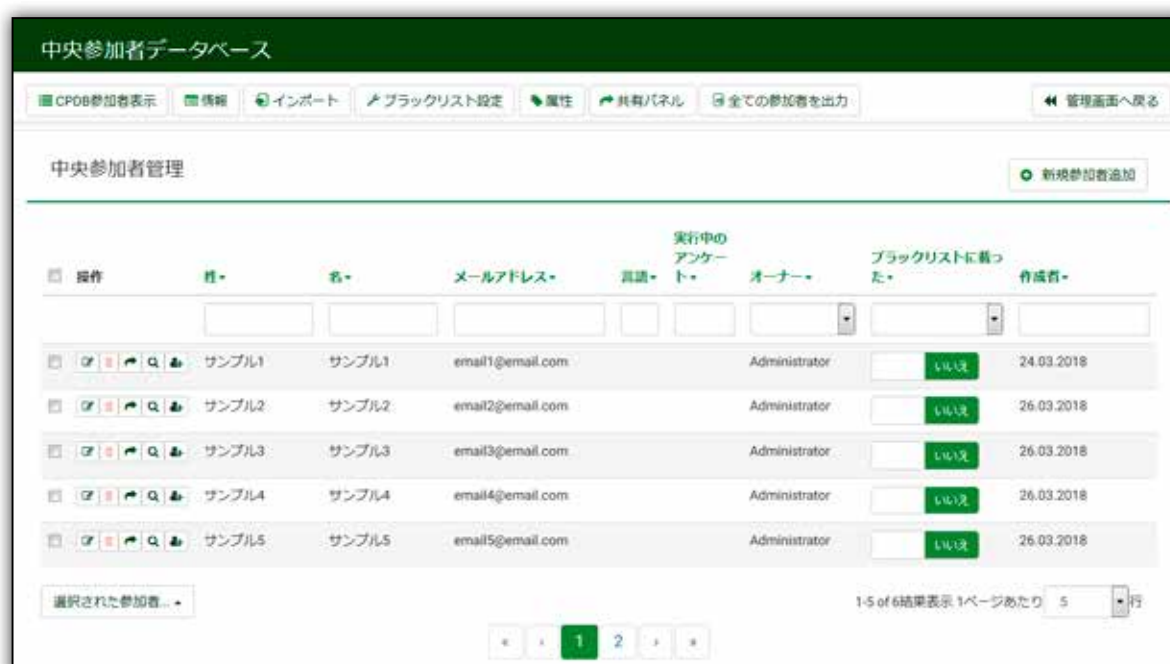 中央参加者データベース
CPDB参加者表示 情報 インポート ブラックリスト設定 属性 共有パネル 全ての参加者を出力 管理画面へ戻る
中央参加者管理 新規参加者追加
実行中の
アンケー ブラックリストに載っ
操作 姓 名 メールアドレス 言語 ト オーナー た 作成者
サンプル1 サンプル1 email1@email.com Administrator いいえ 24.03.2018
サンプル2 サンプル2 email2@email.com Administrator いいえ 26.03.2018
サンプル3 サンプル3 email3@email.com Administrator いいえ 26.03.2018
サンプル4 サンプル4 email4@email.com Administrator いいえ 26.03.2018
サンプル5 サンプル5 email5@email.com Administrator いいえ 26.03.2018
選択された参加者... 1-5 of 6結果表示 1ページあたり 5 行
« ‹ 1 2 › »